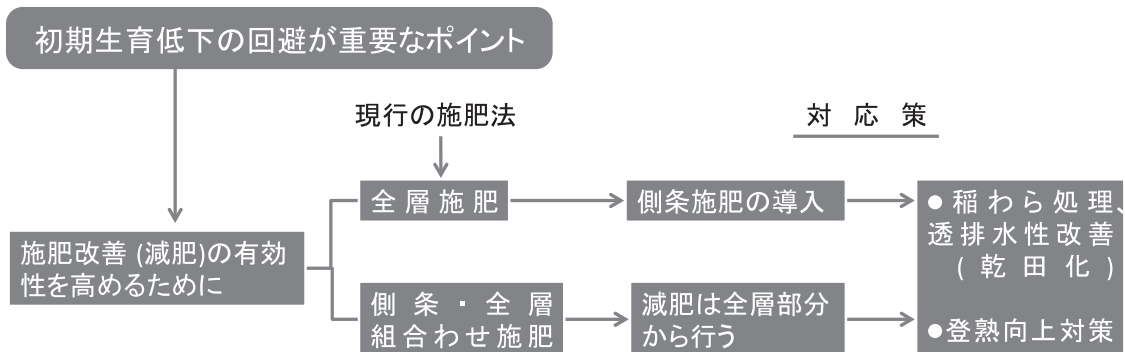 初期生育低下の回避が重要なポイント
現行の施肥法
対応策
全層施肥
側条施肥の導入
●稲わら処理、
透排水性改善
(乾田化)
施肥改善(減肥)の有効
性を高めるために
側条・全層
組合わせ施肥
減肥は全層部分
から行う
●登熟向上対策